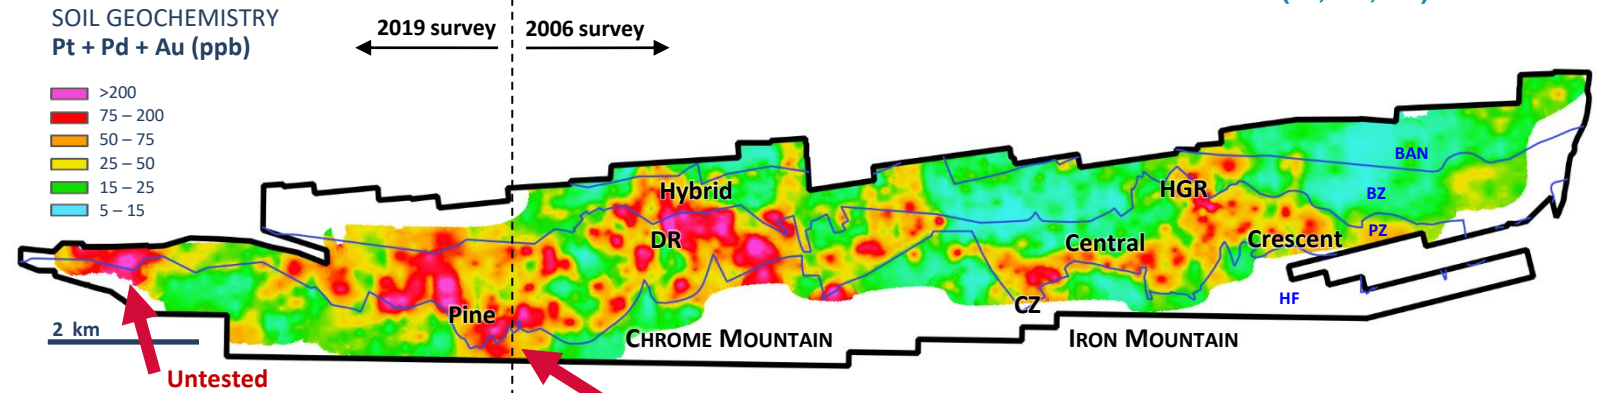 SOIL GEOCHEMISTRY
Pt + Pd + Au (ppb)
2019 survey
2006 survey
>200
75 – 200
50 – 75
25 – 50
15 – 25
5 – 15
BAN
Hybrid
HGR
BZ
PZ
DR
Central
Crescent
HF
CZ
Pine
2 km
CHROME MOUNTAIN
IRON MOUNTAIN
Untested